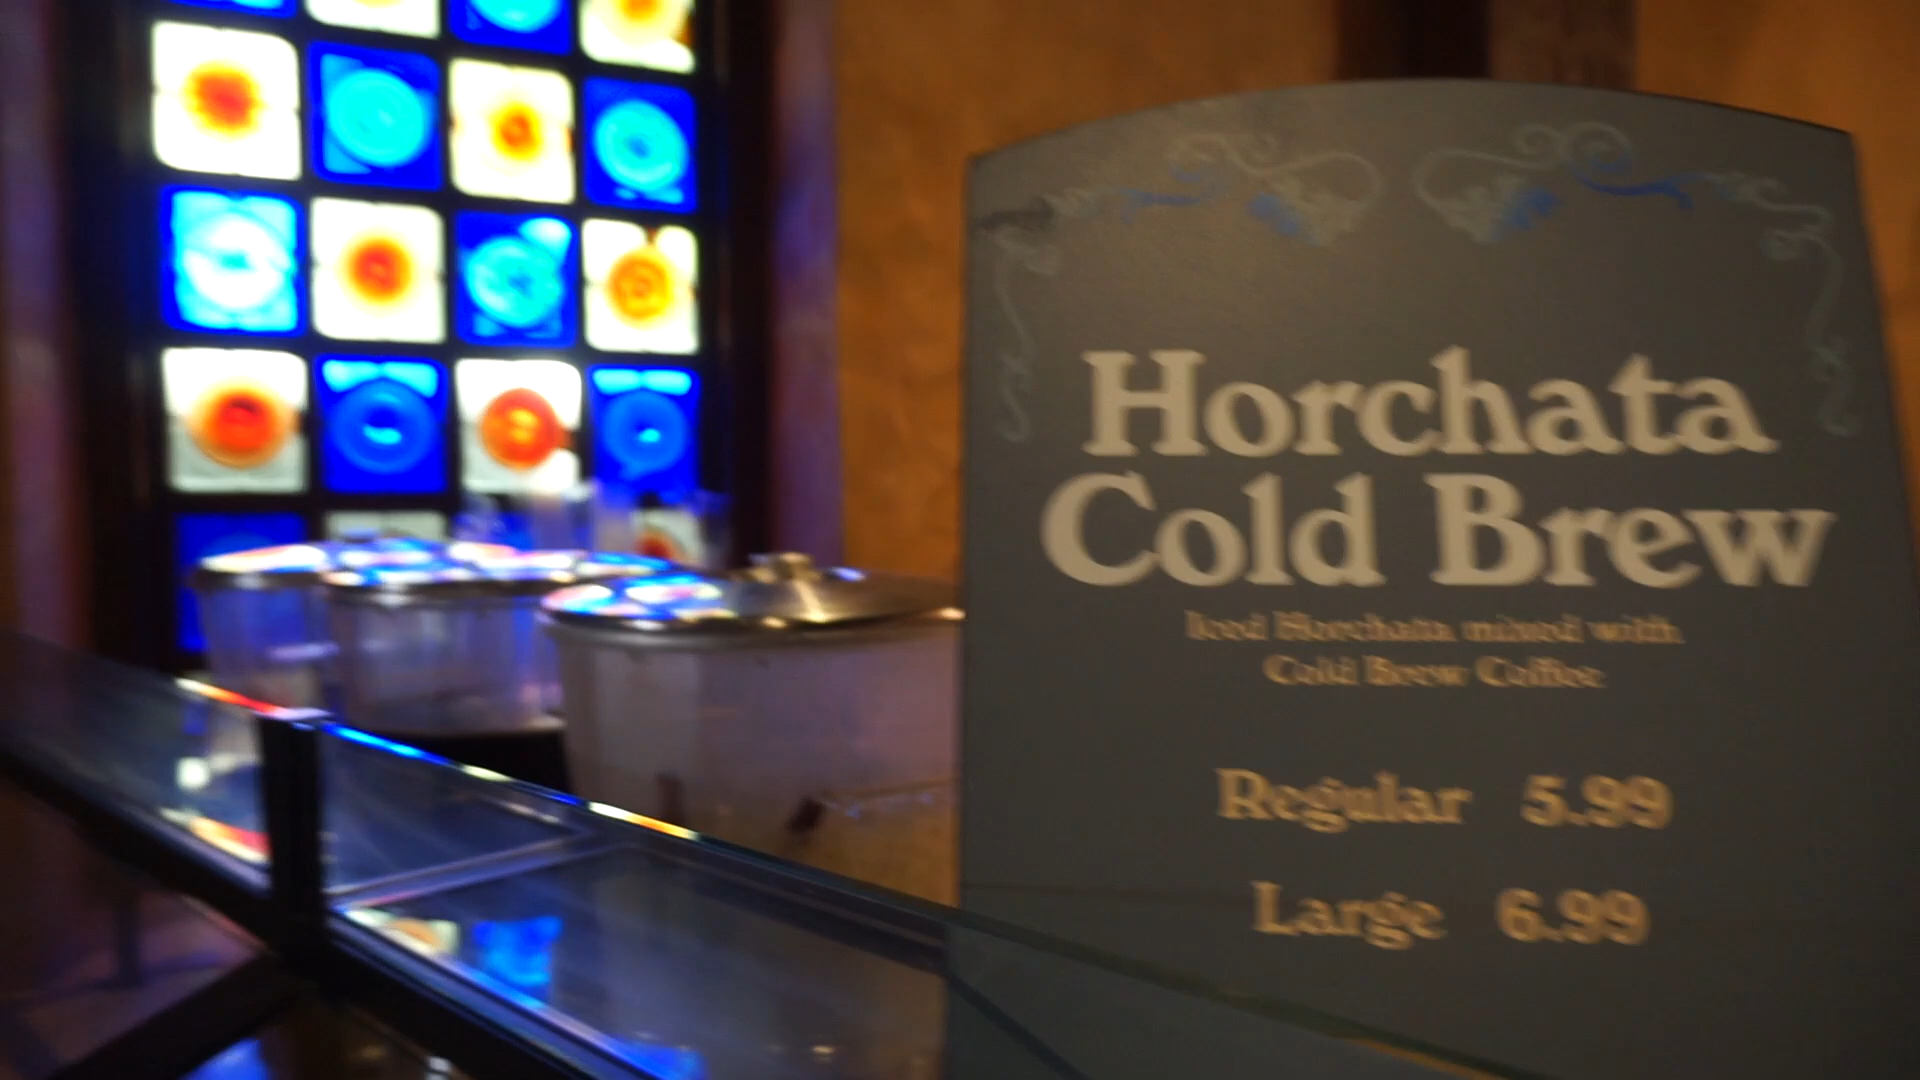 Horchata
Cold Brew
Iced Horchata mixed with
Cold Brew Coffee
Regular 5.99
Large 6.99